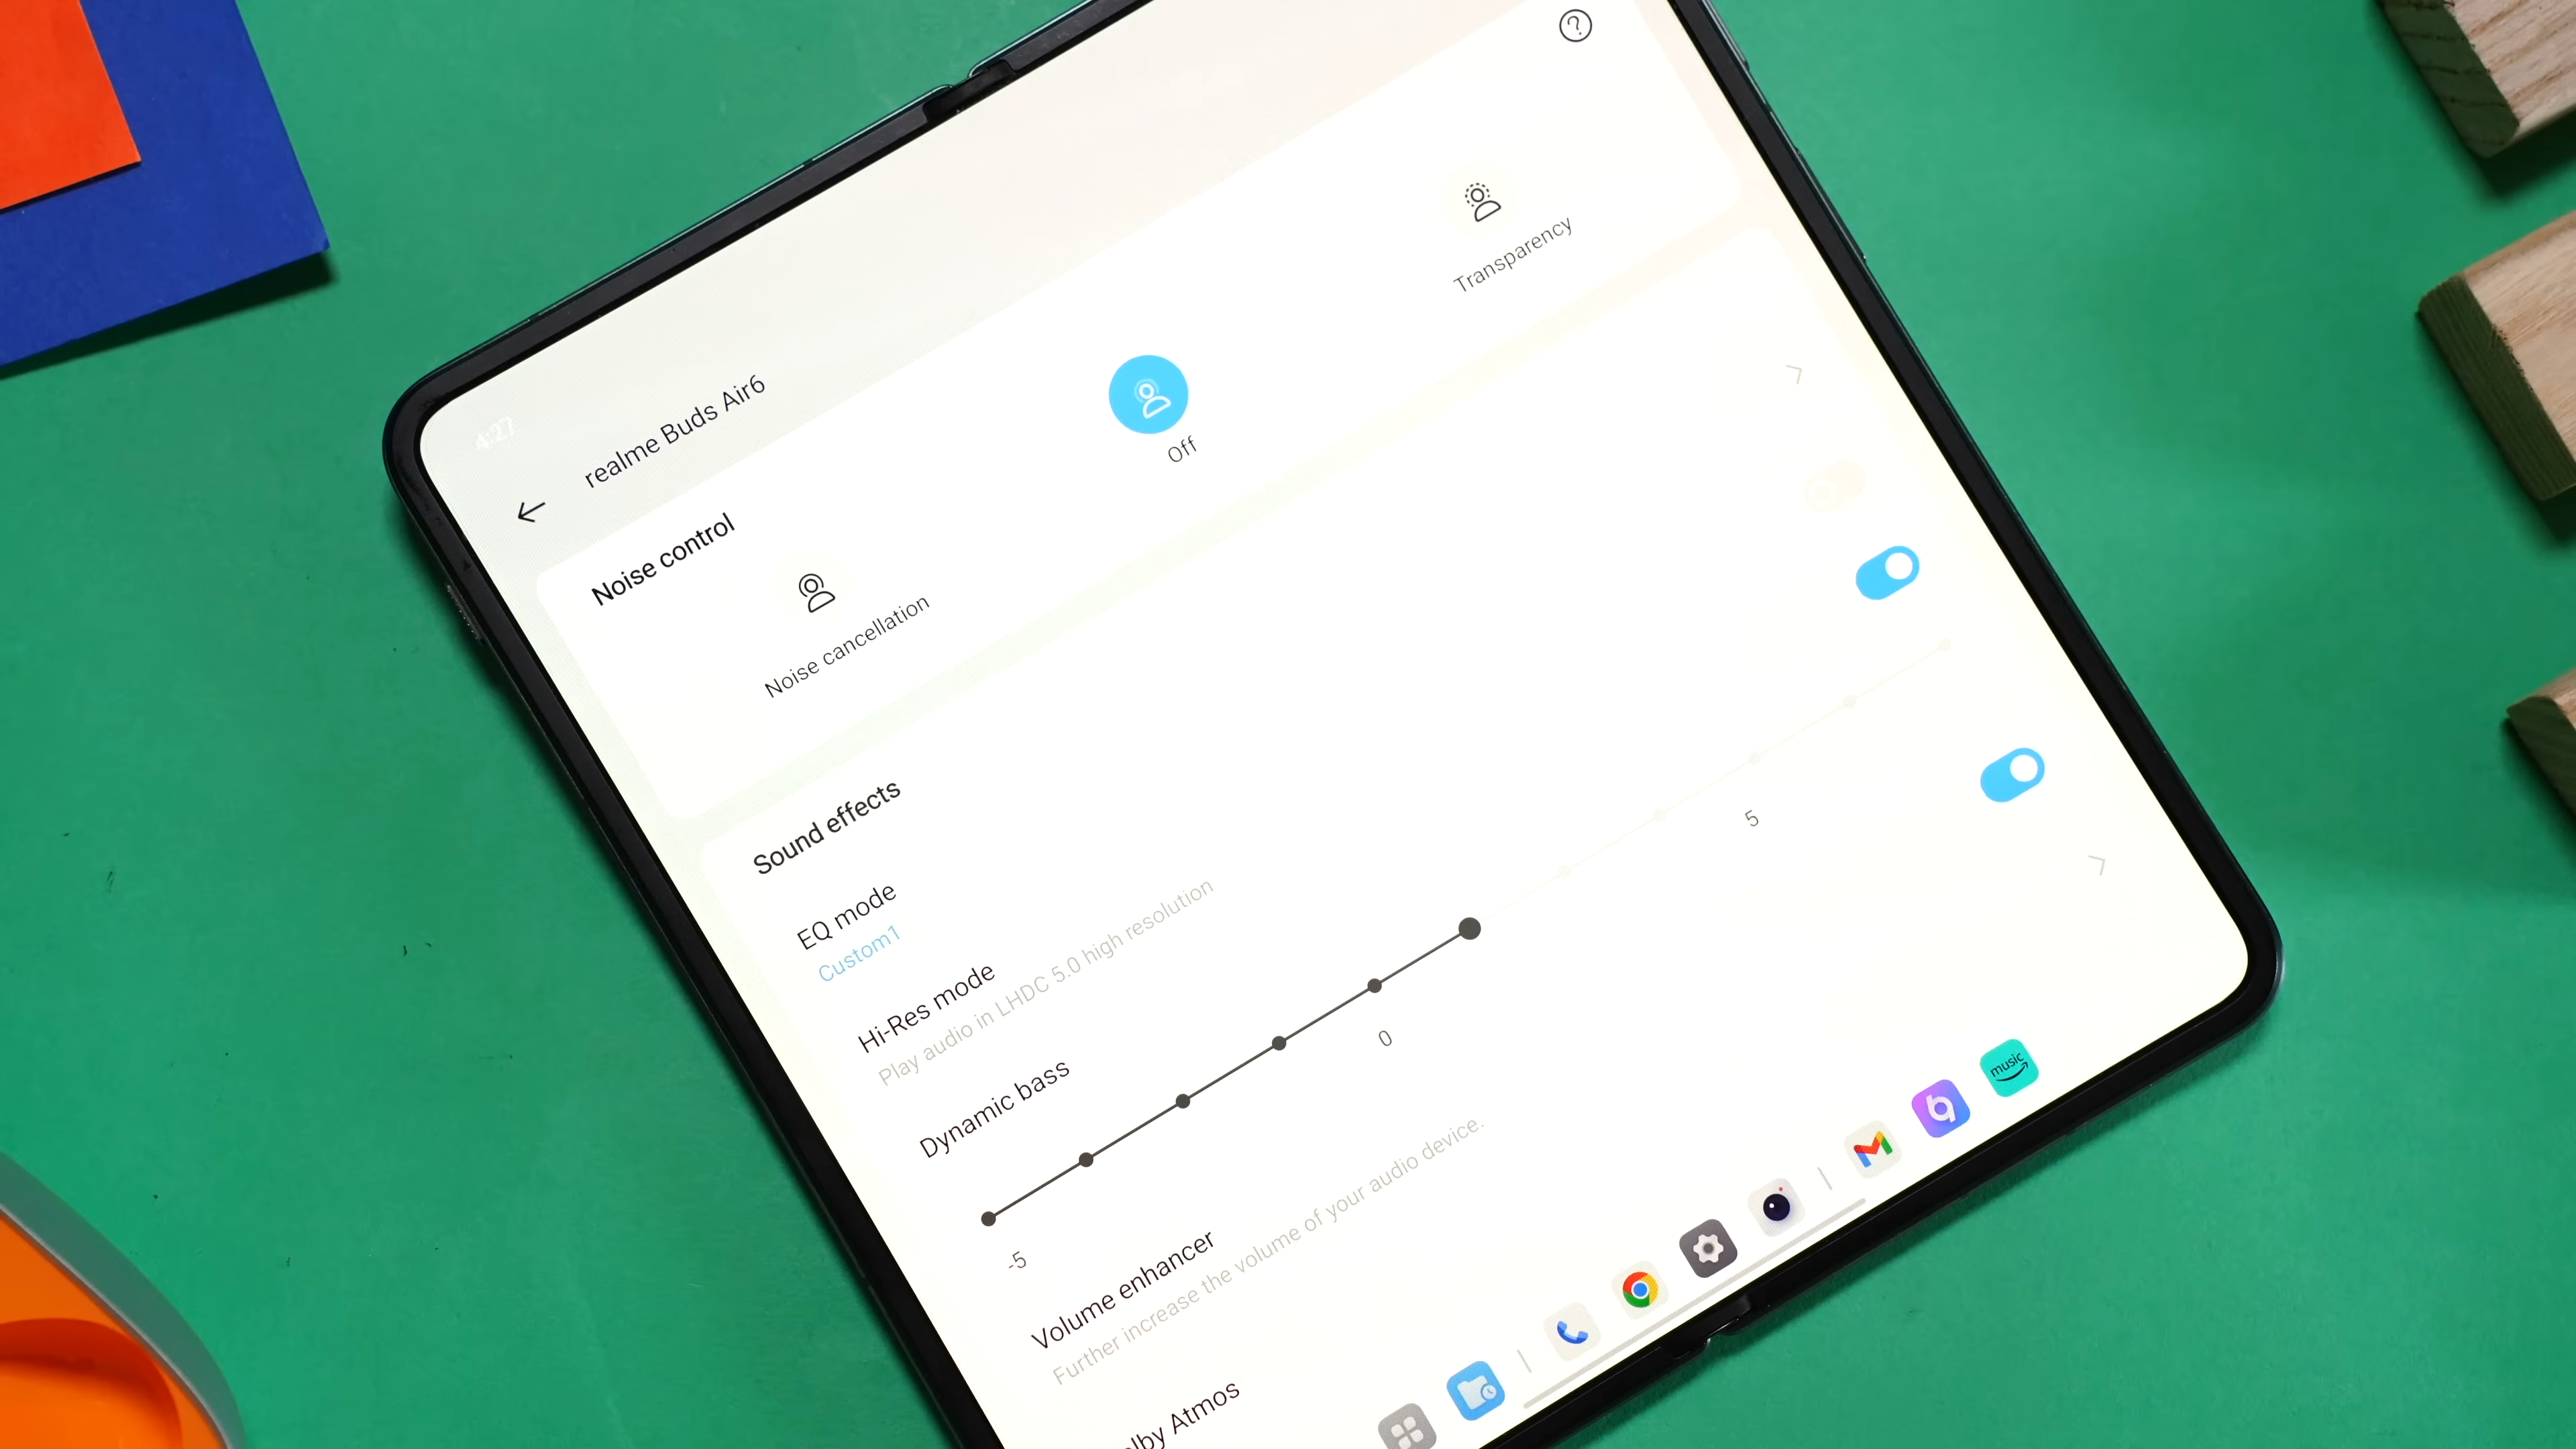 4:27
realme Buds Air6
Noise control
Noise cancellation
Off
Transparency
Sound effects
EQ mode
Custom1
Hi-Res mode
Play audio in LHDC 5.0 high resolution
Dynamic bass
-5
0
5
Volume enhancer
Further increase the volume of your audio device.
lby Atmos
music